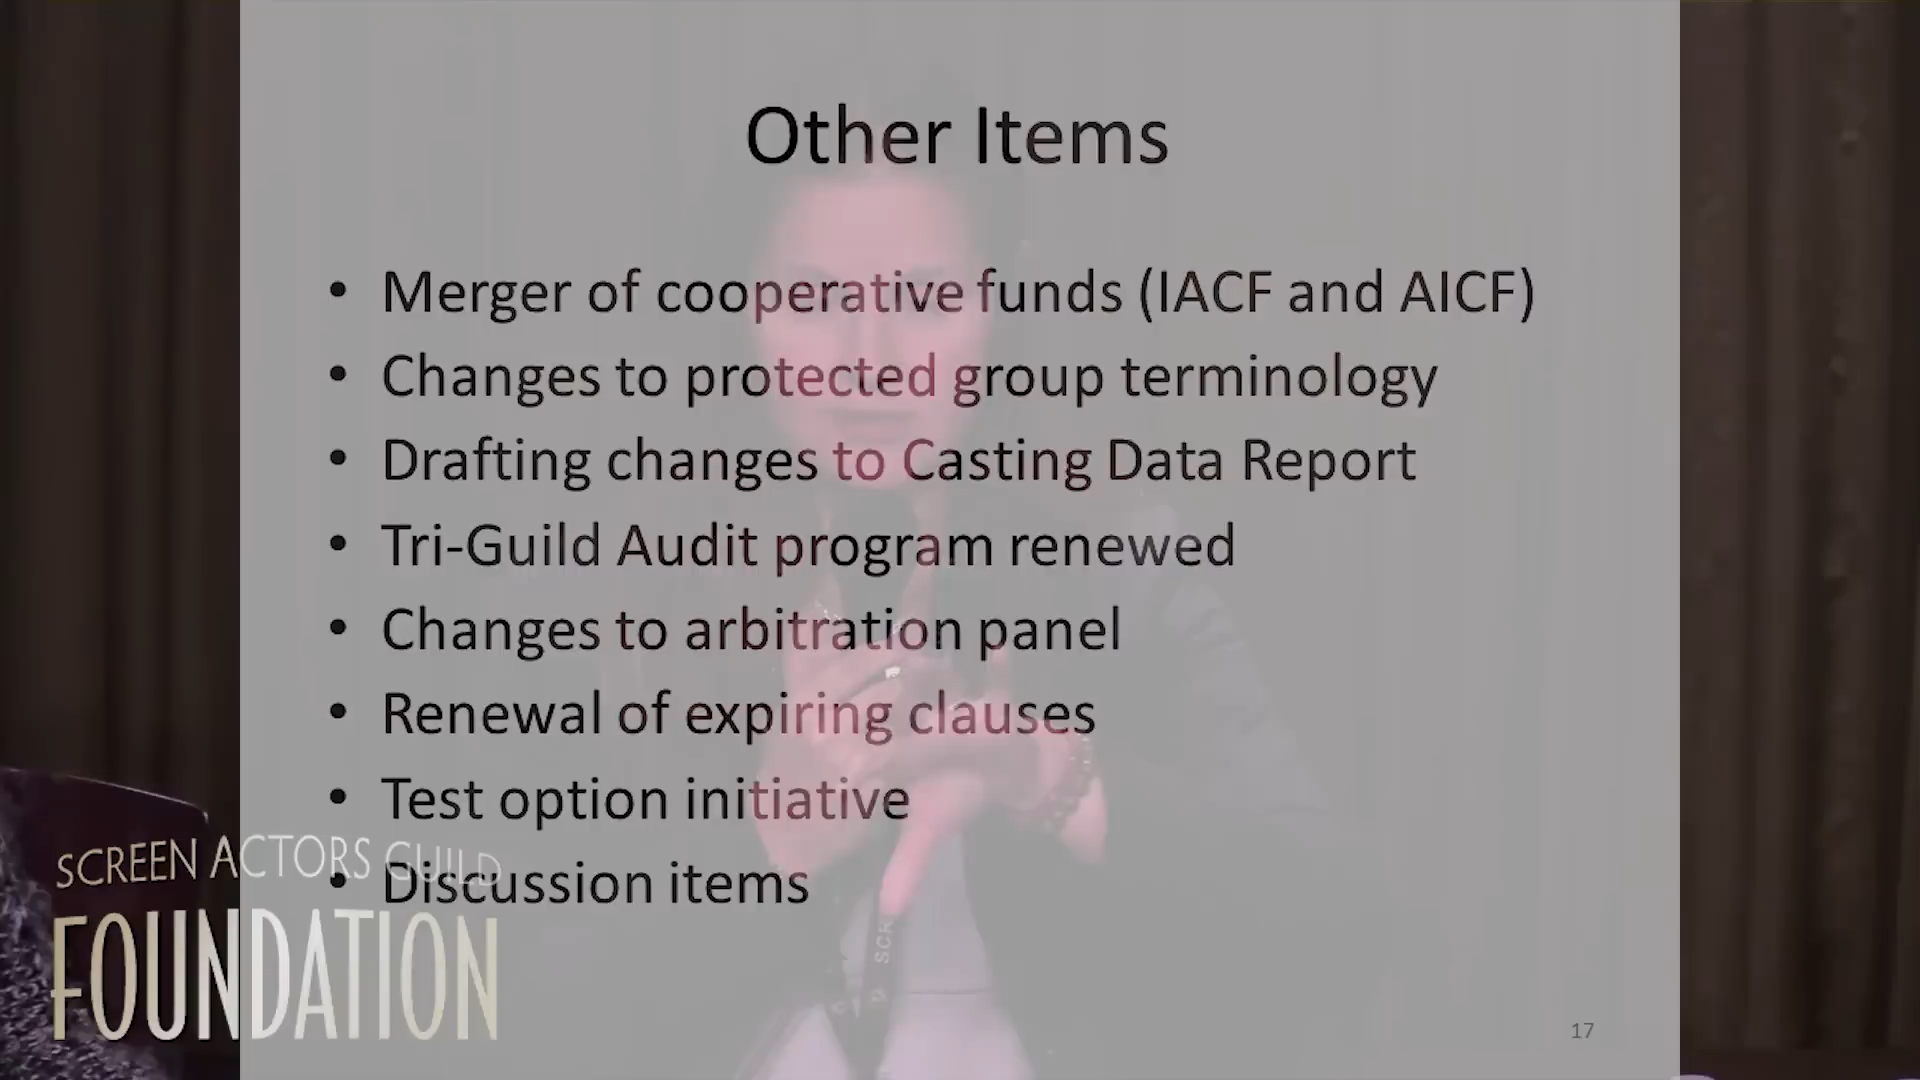 Other Items
• Merger of cooperative funds (IACF and AICF)
• Changes to protected group terminology
• Drafting changes to Casting Data Report
• Tri-Guild Audit program renewed
• Changes to arbitration panel
• Renewal of expiring clauses
• Test option initiative
• Discussion items
SCREEN ACTORS GUILD
FOUNDATION
SCR
17